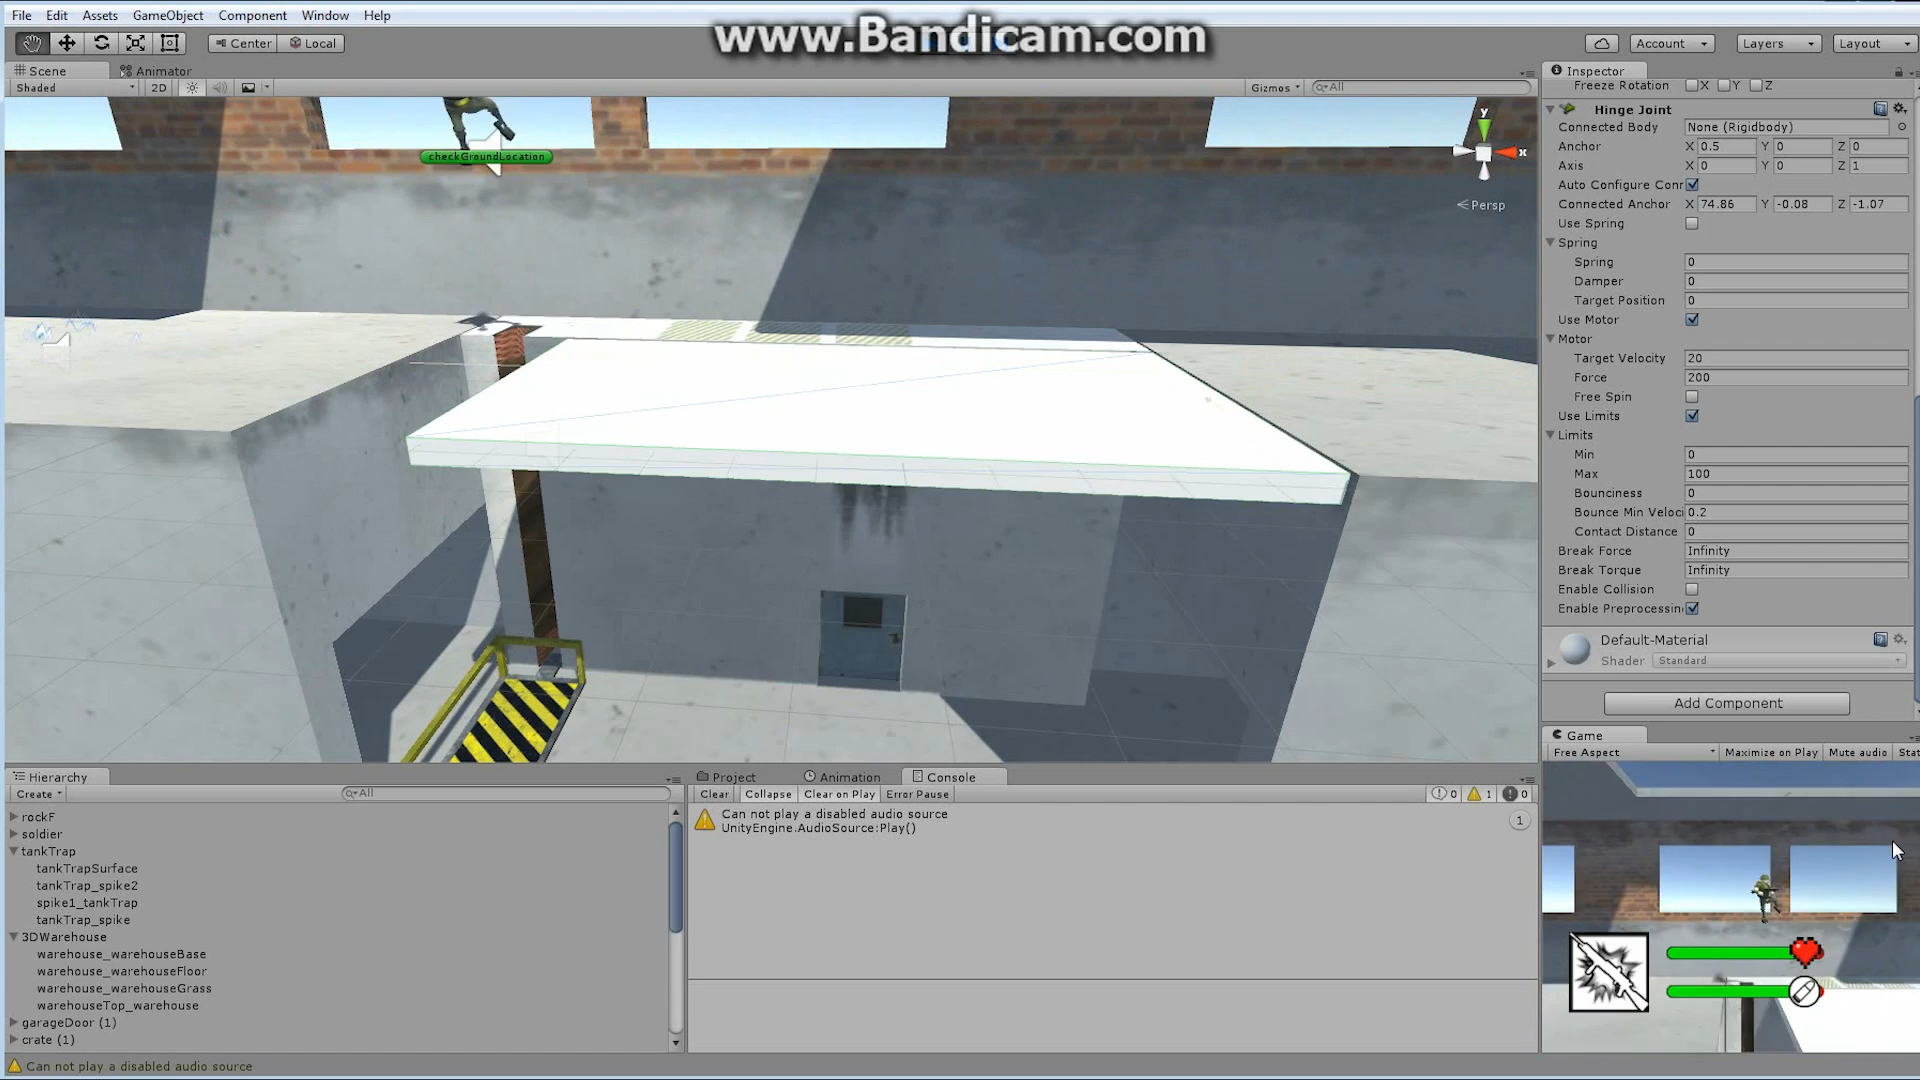 File Edit Assets GameObject Component Window Help
www.Bandicam.com
Center Local
Account Layers Layout
Scene Animator
Shaded 2D Gizmos All
checkGroundLocation
y
x
Persp
Inspector
Freeze Rotation X Y Z
Hinge Joint
Connected Body None (Rigidbody)
Anchor X 0.5 Y 0 Z 0
Axis X 0 Y 0 Z 1
Auto Configure Conr
Connected Anchor X 74.86 Y -0.08 Z -1.07
Use Spring
Spring
Spring 0
Damper 0
Target Position 0
Use Motor
Motor
Target Velocity 20
Force 200
Free Spin
Use Limits
Limits
Min 0
Max 100
Bounciness 0
Bounce Min Veloci 0.2
Contact Distance 0
Break Force Infinity
Break Torque Infinity
Enable Collision
Enable Preprocessin
Default-Material
Shader Standard
Add Component
Game
Free Aspect Maximize on Play Mute audio Stat
Hierarchy
Create All
rockF
soldier
tankTrap
tankTrapSurface
tankTrap_spike2
spike1_tankTrap
tankTrap_spike
3DWarehouse
warehouse_warehouseBase
warehouse_warehouseFloor
warehouse_warehouseGrass
warehouseTop_warehouse
garageDoor (1)
crate (1)
Project Animation Console
Clear Collapse Clear on Play Error Pause 0 1 0
Can not play a disabled audio source
UnityEngine.AudioSource:Play()
1
Can not play a disabled audio source